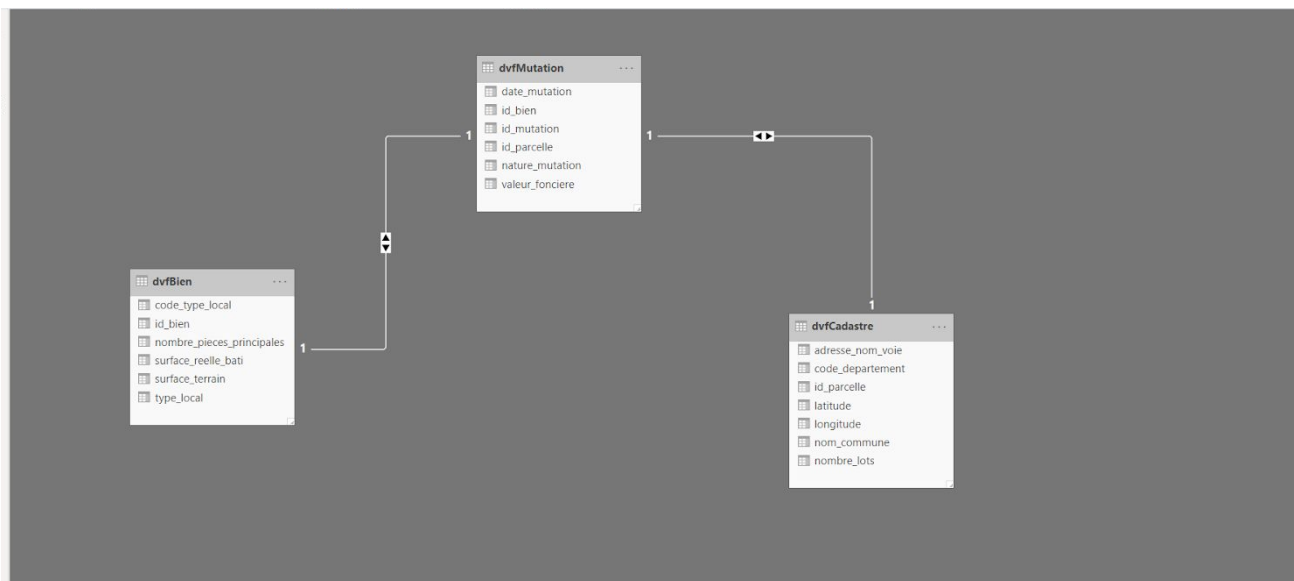 dvfMutation
date_mutation
id_bien
id_mutation
id_parcelle
nature_mutation
valeur_fonciere
1
1
dvfBien
code_type_local
id_bien
nombre_pieces_principales
surface_reelle_bati
surface_terrain
type_local
1
1
dvfCadastre
adresse_nom_voie
code_departement
id_parcelle
latitude
longitude
nom_commune
nombre_lots